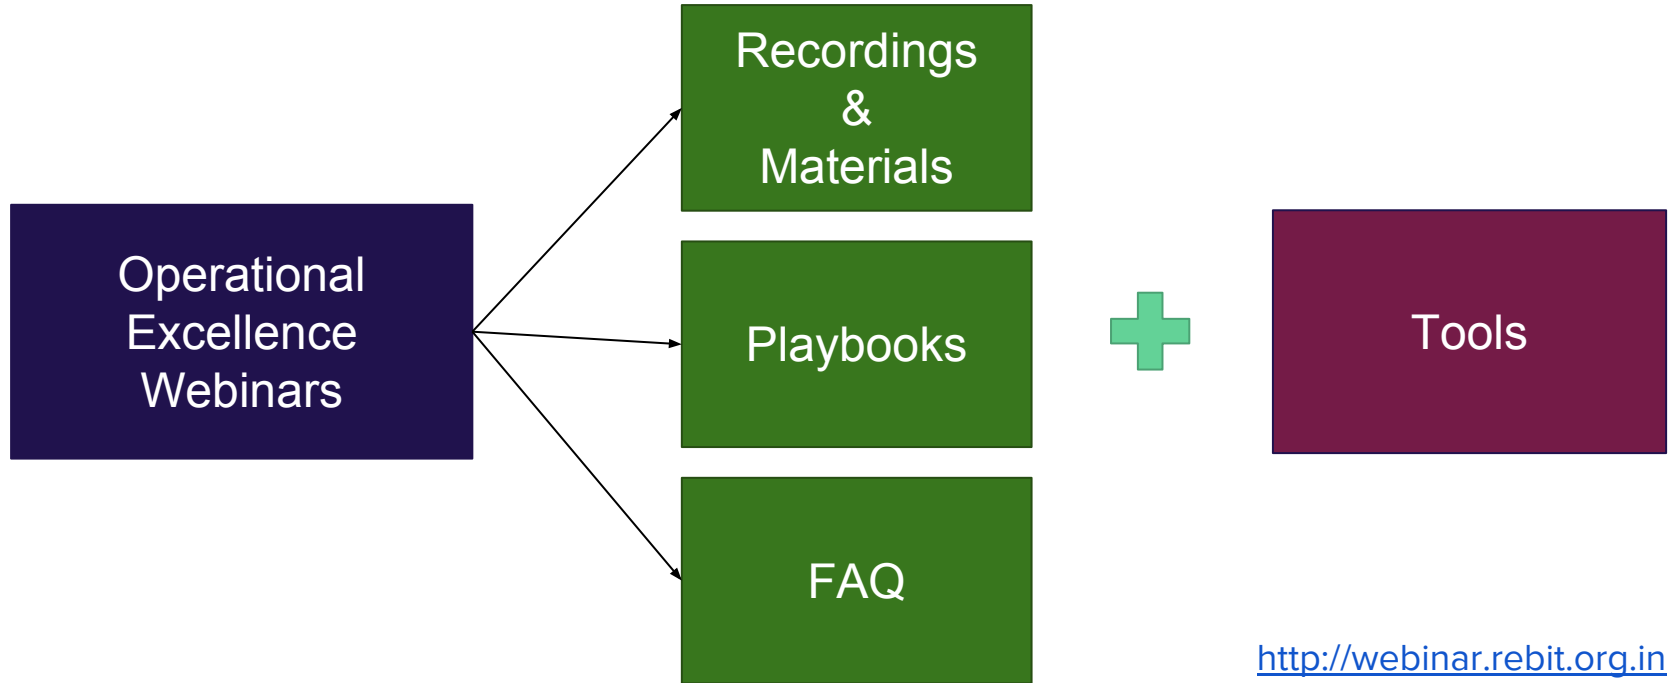 Operational
Excellence
Webinars
Recordings
&
Materials
Playbooks
FAQ
Tools
http://webinar.rebit.org.in